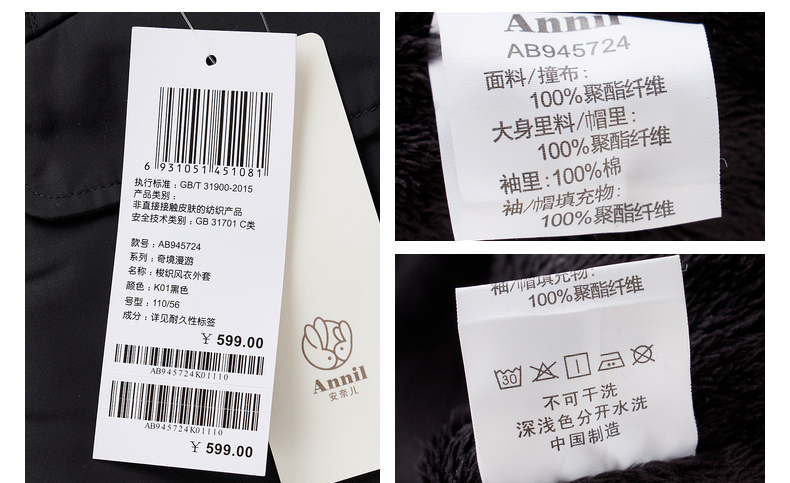 6 931051 451081
执行标准：GB/T 31900-2015
产品类别：
非直接接触皮肤的纺织产品
安全技术类别：GB 31701 C类
款号：AB945724
系列：奇境漫游
名称：梭织风衣外套
颜色：K01黑色
号型：110/56
成分：详见耐久性标签
￥ 599.00
AB945724K01110
AB945724K01110
￥ 599.00
Annil
安奈儿
Annil
AB945724
面料/撞布：
100%聚酯纤维
大身里料/帽里：
100%聚酯纤维
袖里：100%棉
袖/帽填充物：
100%聚酯纤维
袖/帽填充物：
100%聚酯纤维
30
不可干洗
深浅色分开水洗
中国制造